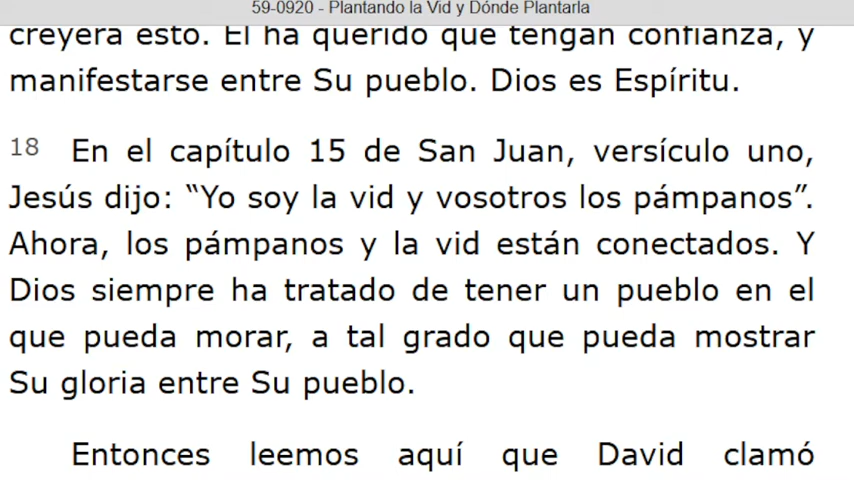 59-0920 - Plantando la Vid y Dónde Plantarla
creyera esto. Él ha querido que tengan confianza, y
manifestarse entre Su pueblo. Dios es Espíritu.
18 En el capítulo 15 de San Juan, versículo uno,
Jesús dijo: “Yo soy la vid y vosotros los pámpanos”.
Ahora, los pámpanos y la vid están conectados. Y
Dios siempre ha tratado de tener un pueblo en el
que pueda morar, a tal grado que pueda mostrar
Su gloria entre Su pueblo.
Entonces leemos aquí que David clamó